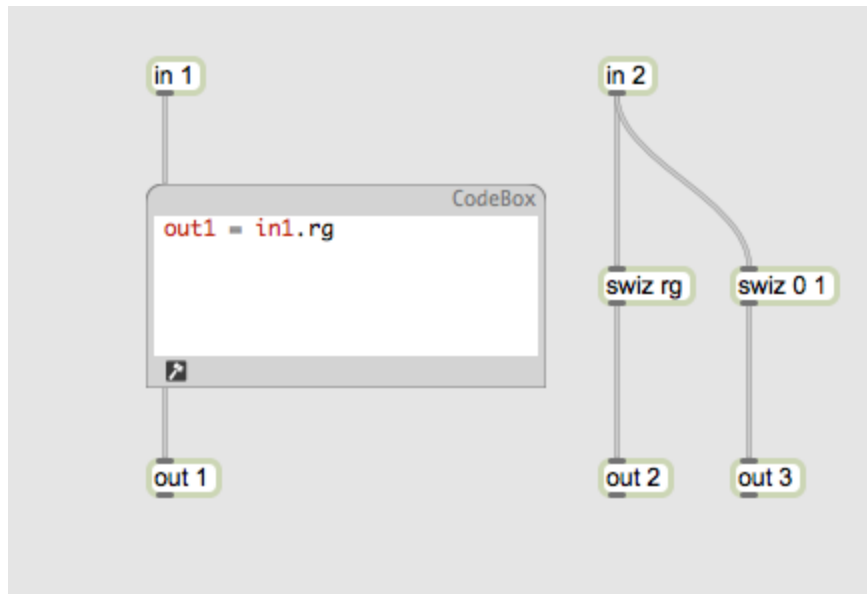 in 1
in 2
CodeBox
out1 = in1.rg
swiz rg
swiz 0 1
out 1
out 2
out 3